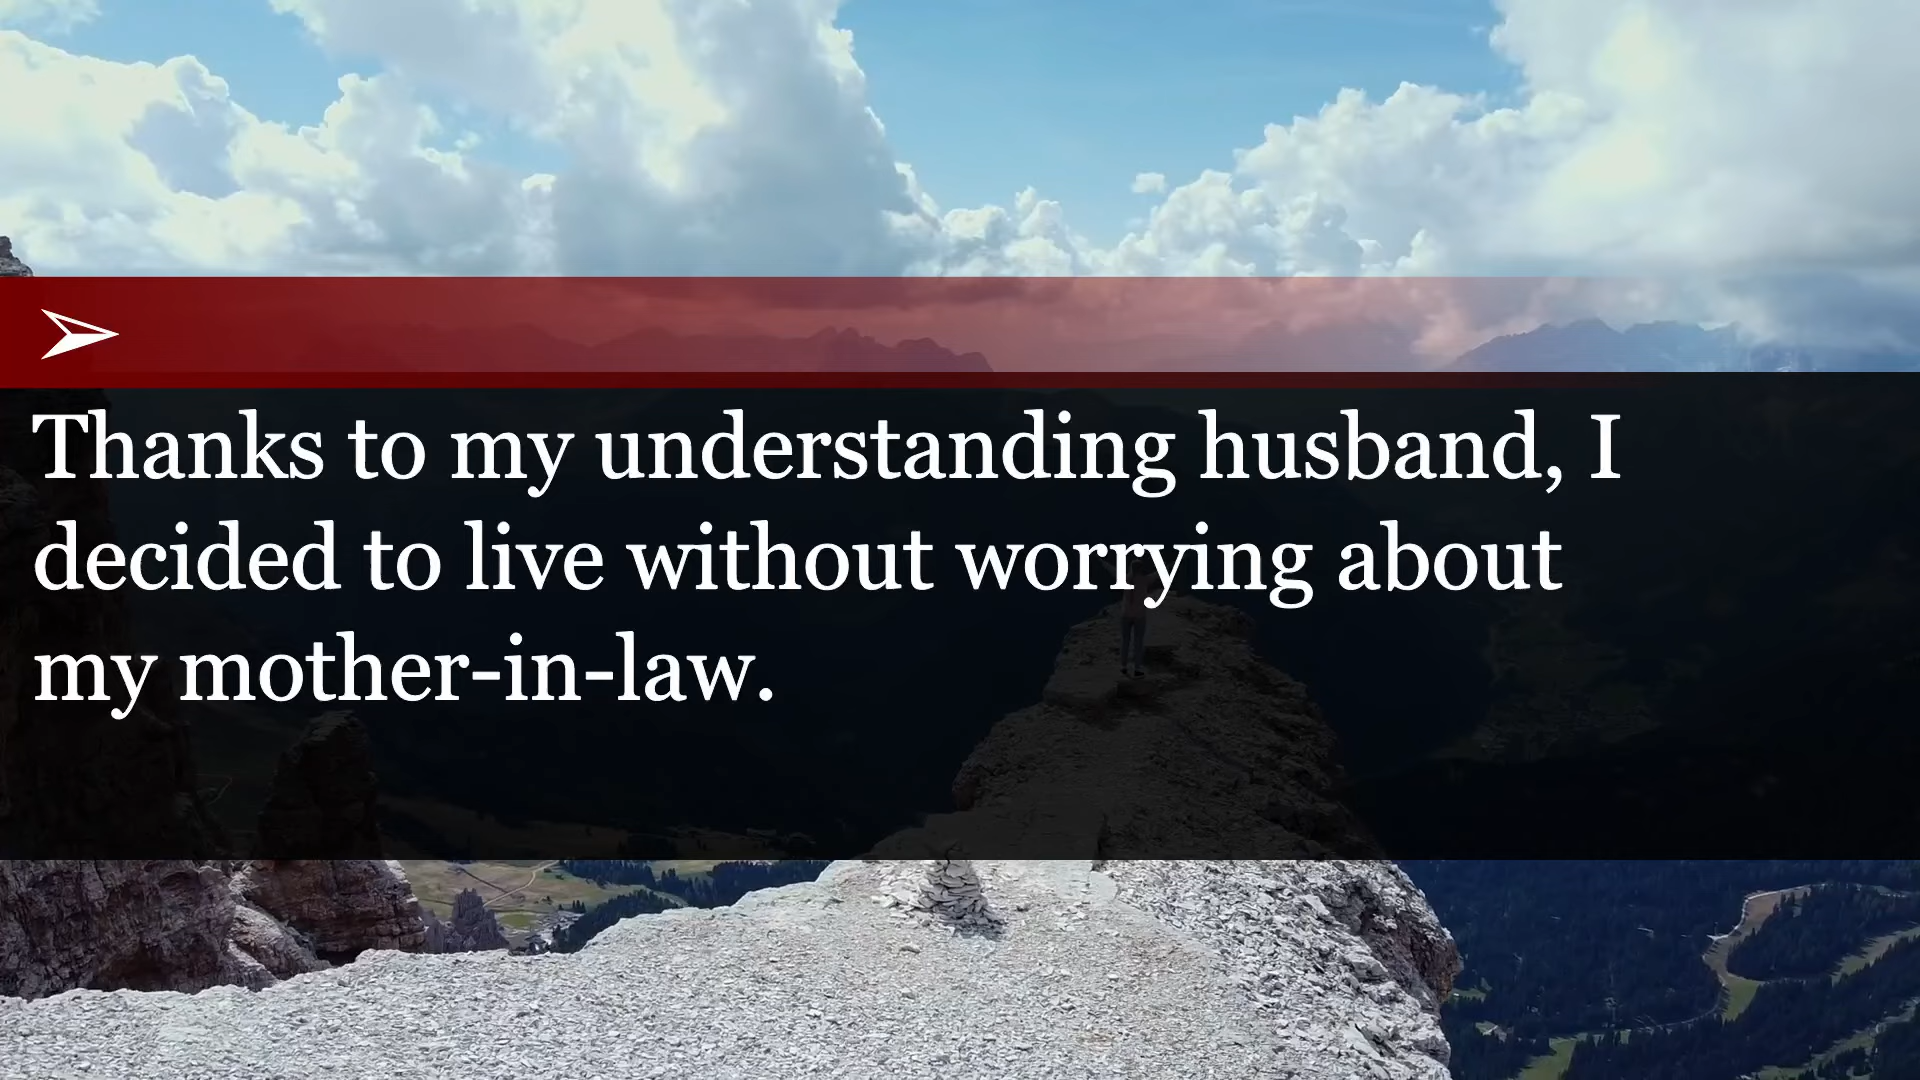 Thanks to my understanding husband, I
decided to live without worrying about
my mother-in-law.